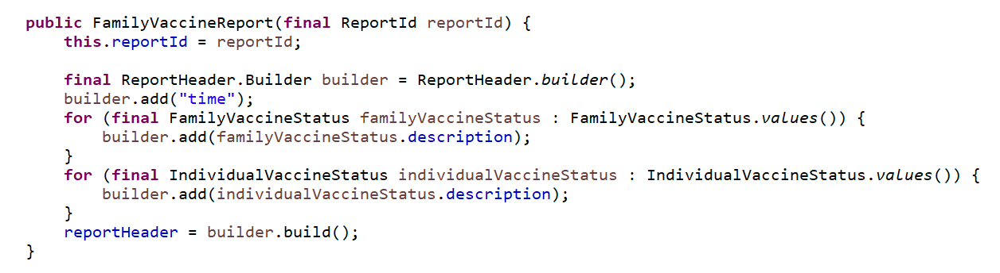 public FamilyVaccineReport(final ReportId reportId) {
    this.reportId = reportId;

    final ReportHeader.Builder builder = ReportHeader.builder();
    builder.add("time");
    for (final FamilyVaccineStatus familyVaccineStatus : FamilyVaccineStatus.values()) {
        builder.add(familyVaccineStatus.description);
    }
    for (final IndividualVaccineStatus individualVaccineStatus : IndividualVaccineStatus.values()) {
        builder.add(individualVaccineStatus.description);
    }
    reportHeader = builder.build();
}